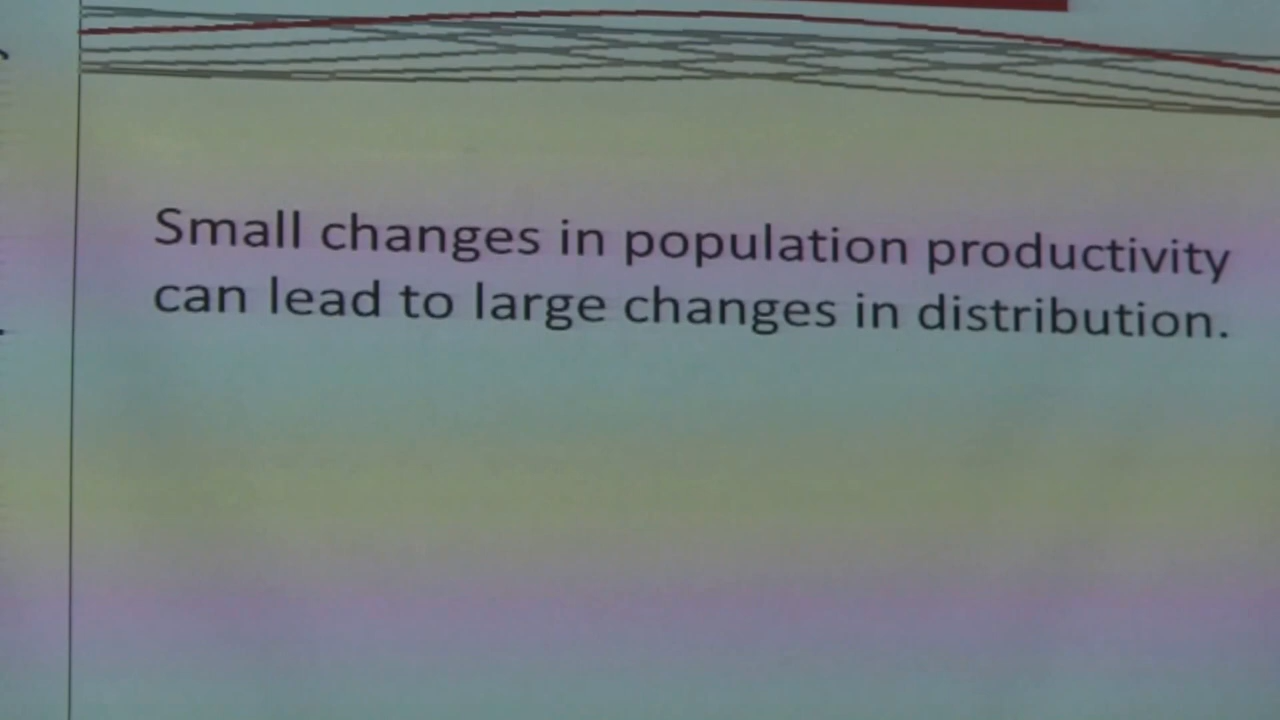 Small changes in population productivity
can lead to large changes in distribution.